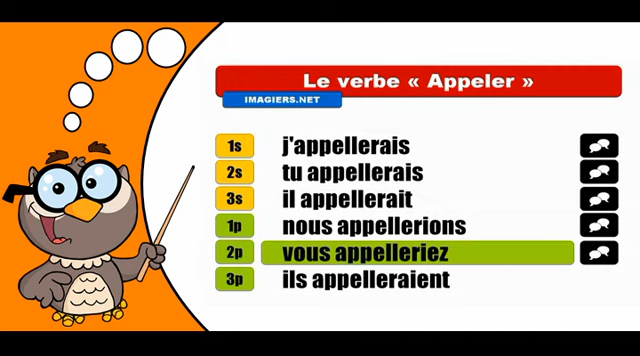 Le verbe « Appeler »
IMAGIERS.NET
1s j'appellerais
2s tu appellerais
3s il appellerait
1p nous appellerions
2p vous appelleriez
3p ils appelleraient